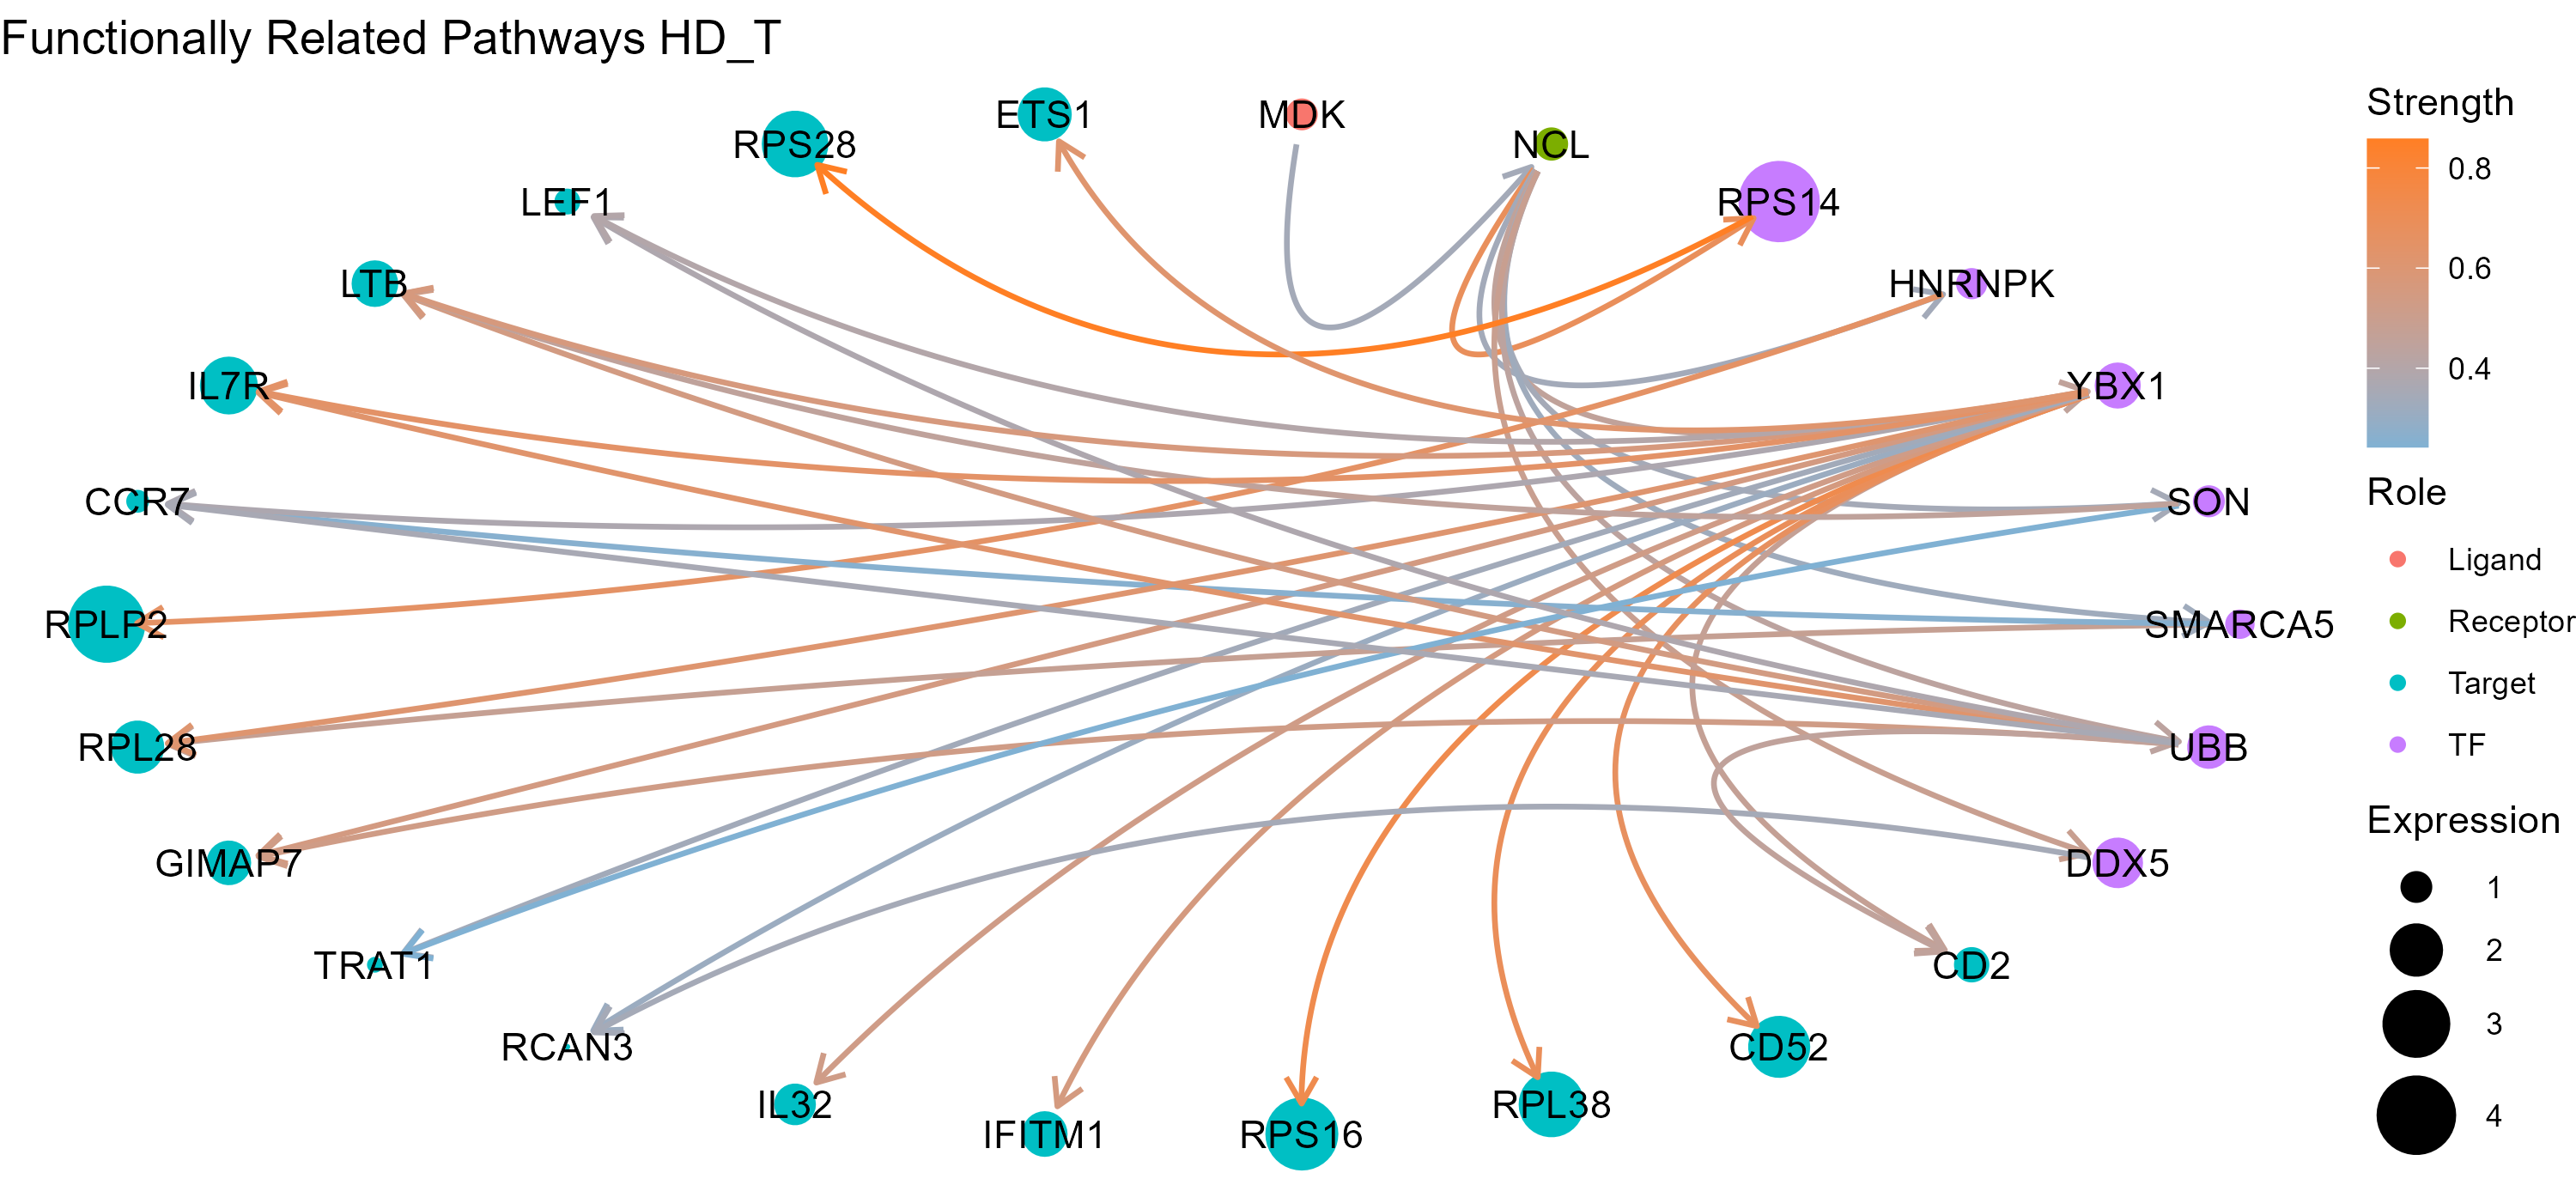 Functionally Related Pathways HD_T
ETS1
MDK
RPS28
NCL
LEF1
RPS14
LTB
HNRNPK
IL7R
YBX1
CCR7
SON
RPLP2
SMARCA5
RPL28
UBB
GIMAP7
DDX5
TRAT1
CD2
RCAN3
CD52
IL32
RPL38
IFITM1
RPS16
Strength
0.8
0.6
0.4
Role
Ligand
Receptor
Target
TF
Expression
1
2
3
4